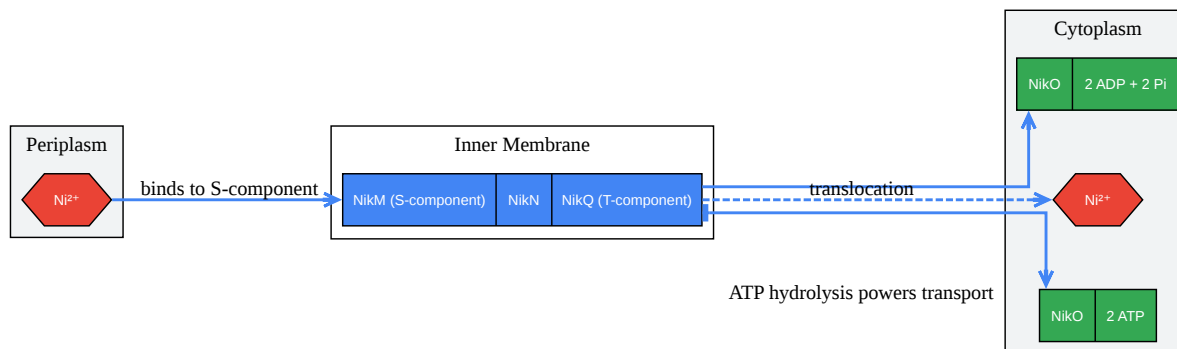 Cytoplasm
NikO
2 ADP + 2 Pi
Periplasm
Inner Membrane
Ni²⁺
binds to S-component
NikM (S-component)
NikN
NikQ (T-component)
translocation
Ni²⁺
ATP hydrolysis powers transport
NikO
2 ATP